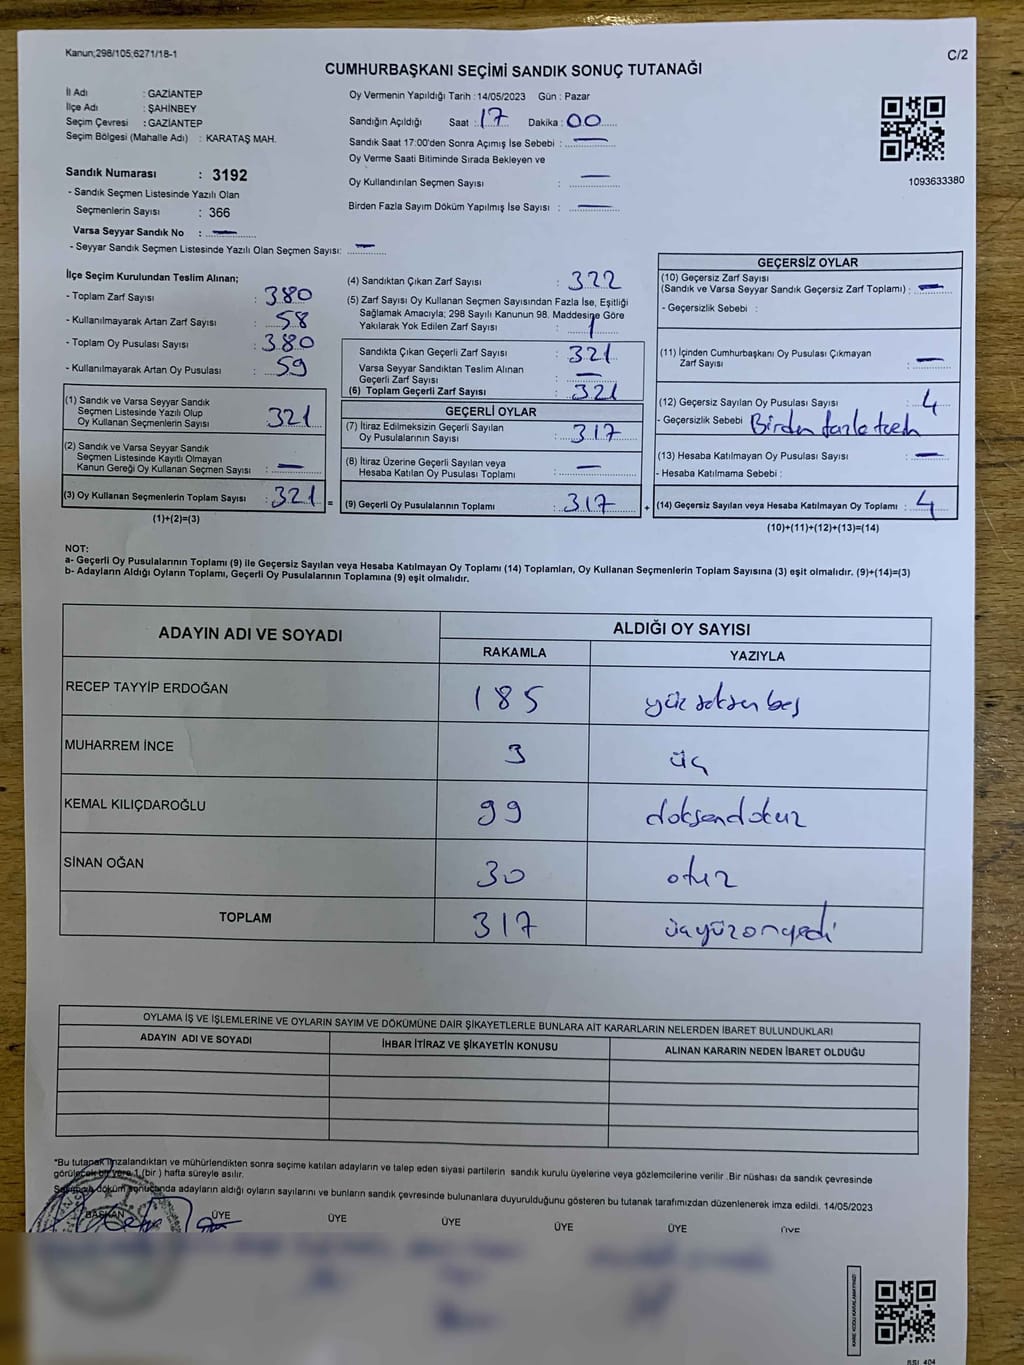 Kanun;298/105;6271/18-1
C/2
CUMHURBAŞKANI SEÇİMİ SANDIK SONUÇ TUTANAĞI
İl Adı : GAZİANTEP
İlçe Adı : ŞAHİNBEY
Seçim Çevresi : GAZİANTEP
Seçim Bölgesi (Mahalle Adı) : KARATAŞ MAH.
Sandık Numarası : 3192
- Sandık Seçmen Listesinde Yazılı Olan
Seçmenlerin Sayısı : 366
Varsa Seyyar Sandık No : —
- Seyyar Sandık Seçmen Listesinde Yazılı Olan Seçmen Sayısı: —
Oy Vermenin Yapıldığı Tarih : 14/05/2023 Gün : Pazar
Sandığın Açıldığı Saat : 17 Dakika : 00
Sandık Saat 17:00'den Sonra Açımış İse Sebebi : —
Oy Verme Saati Bitiminde Sırada Bekleyen ve
Oy Kullandırılan Seçmen Sayısı : —
Birden Fazla Sayım Döküm Yapılmış İse Sayısı : —
1093633380
İlçe Seçim Kurulundan Teslim Alınan;
- Toplam Zarf Sayısı : 380
- Kullanılmayarak Artan Zarf Sayısı : 58
- Toplam Oy Pusulası Sayısı : 380
- Kullanılmayarak Artan Oy Pusulası : 59
(1) Sandık ve Varsa Seyyar Sandık
Seçmen Listesinde Yazılı Olup
Oy Kullanan Seçmenlerin Sayısı : 321
(2) Sandık ve Varsa Seyyar Sandık
Seçmen Listesinde Kayıtlı Olmayan
Kanun Gereği Oy Kullanan Seçmen Sayısı : —
(3) Oy Kullanan Seçmenlerin Toplam Sayısı : 321 =
(1)+(2)=(3)
(4) Sandıktan Çıkan Zarf Sayısı : 322
(5) Zarf Sayısı Oy Kullanan Seçmen Sayısından Fazla İse, Eşitliği
Sağlamak Amacıyla; 298 Sayılı Kanunun 98. Maddesine Göre
Yakılarak Yok Edilen Zarf Sayısı : 1
Sandıkta Çıkan Geçerli Zarf Sayısı : 321
Varsa Seyyar Sandıktan Teslim Alınan
Geçerli Zarf Sayısı : —
(6) Toplam Geçerli Zarf Sayısı : 321
GEÇERLİ OYLAR
(7) İtiraz Edilmeksizin Geçerli Sayılan
Oy Pusulalarının Sayısı : 317
(8) İtiraz Üzerine Geçerli Sayılan veya
Hesaba Katılan Oy Pusulası Toplamı : —
(9) Geçerli Oy Pusulalarının Toplamı : 317 +
GEÇERSİZ OYLAR
(10) Geçersiz Zarf Sayısı
(Sandık ve Varsa Seyyar Sandık Geçersiz Zarf Toplamı) : —
- Geçersizlik Sebebi :
(11) İçinden Cumhurbaşkanı Oy Pusulası Çıkmayan
Zarf Sayısı : —
(12) Geçersiz Sayılan Oy Pusulası Sayısı : 4
- Geçersizlik Sebebi : Birden fazla
(13) Hesaba Katılmayan Oy Pusulası Sayısı : —
- Hesaba Katılmama Sebebi :
(14) Geçersiz Sayılan veya Hesaba Katılmayan Oy Toplamı : 4
(10)+(11)+(12)+(13)=(14)
NOT:
a- Geçerli Oy Pusulalarının Toplamı (9) ile Geçersiz Sayılan veya Hesaba Katılmayan Oy Toplamı (14) Toplamları, Oy Kullanan Seçmenlerin Toplam Sayısına (3) eşit olmalıdır. (9)+(14)=(3)
b- Adayların Aldığı Oyların Toplamı, Geçerli Oy Pusulalarının Toplamına (9) eşit olmalıdır.
ADAYIN ADI VE SOYADI ALDIĞI OY SAYISI
RAKAMLA YAZIYLA
RECEP TAYYİP ERDOĞAN 185 yüz seksen beş
MUHARREM İNCE 3 üç
KEMAL KILIÇDAROĞLU 99 doksandokuz
SİNAN OĞAN 30 otuz
TOPLAM 317 üçyüzonyedi
OYLAMA İŞ VE İŞLEMLERİNE VE OYLARIN SAYIM VE DÖKÜMÜNE DAİR ŞİKAYETLERLE BUNLARA AİT KARARLARIN NELERDEN İBARET BULUNDUKLARI
ADAYIN ADI VE SOYADI İHBAR İTİRAZ VE ŞİKAYETİN KONUSU ALINAN KARARIN NEDEN İBARET OLDUĞU
*Bu tutanak imzalandıktan ve mühürlendikten sonra seçime katılan adayların ve talep eden siyasi partilerin sandık kurulu üyelerine veya gözlemcilerine verilir. Bir nüshası da sandık çevresinde
görülecek bir yere 1 (bir) hafta süreyle asılır.
döküm sonucunda adayların aldığı oyların sayılarını ve bunların sandık çevresinde bulunanlara duyurulduğunu gösteren bu tutanak tarafımızdan düzenlenerek imza edildi. 14/05/2023
BAŞKAN ÜYE ÜYE ÜYE ÜYE ÜYE ÜYE